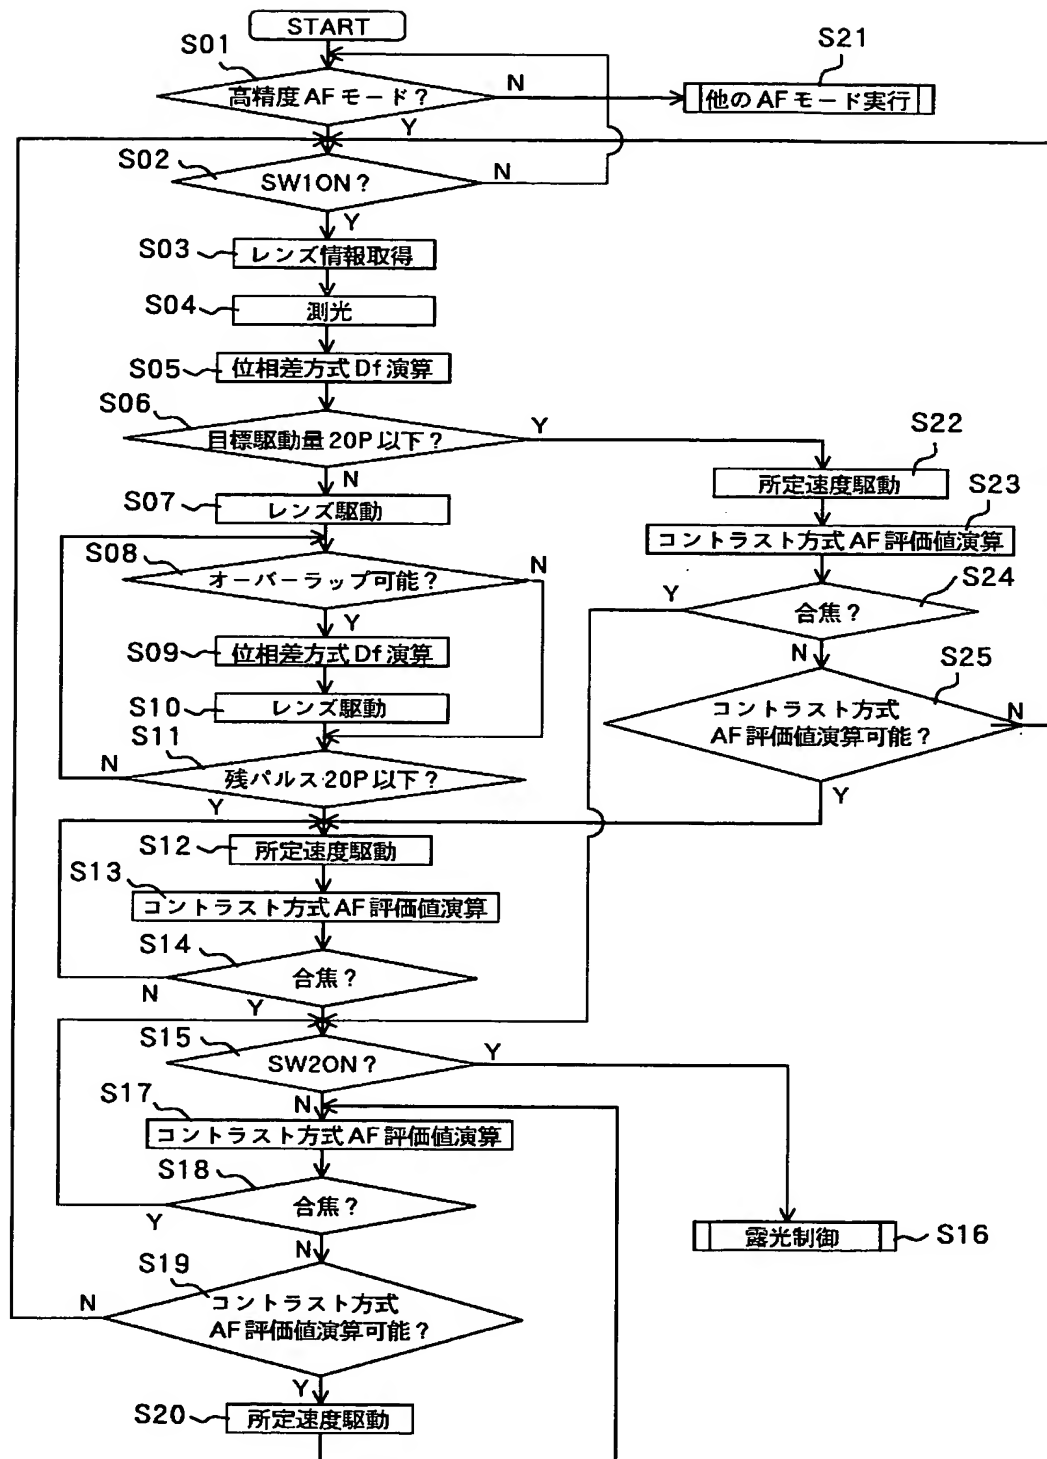 START
S01
高精度AFモード？
N
S21
他のAFモード実行
Y
S02
SW1ON？
N
Y
S03
レンズ情報取得
S04
測光
S05
位相差方式Df演算
S06
目標駆動量20P以下？
Y
N
S22
所定速度駆動
S07
レンズ駆動
S23
コントラスト方式AF評価値演算
S08
オーバーラップ可能？
N
Y
S24
合焦？
Y
N
S09
位相差方式Df演算
S10
レンズ駆動
S25
コントラスト方式
AF評価値演算可能？
N
Y
S11
残パルス20P以下？
N
Y
S12
所定速度駆動
S13
コントラスト方式AF評価値演算
S14
合焦？
N
Y
S15
SW2ON？
Y
N
S17
コントラスト方式AF評価値演算
S18
合焦？
Y
N
露光制御
S16
S19
コントラスト方式
AF評価値演算可能？
N
Y
S20
所定速度駆動